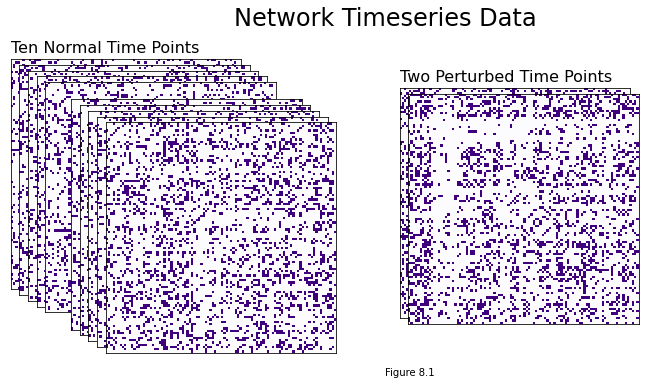 Network Timeseries Data
Ten Normal Time Points
Two Perturbed Time Points
Figure 8.1